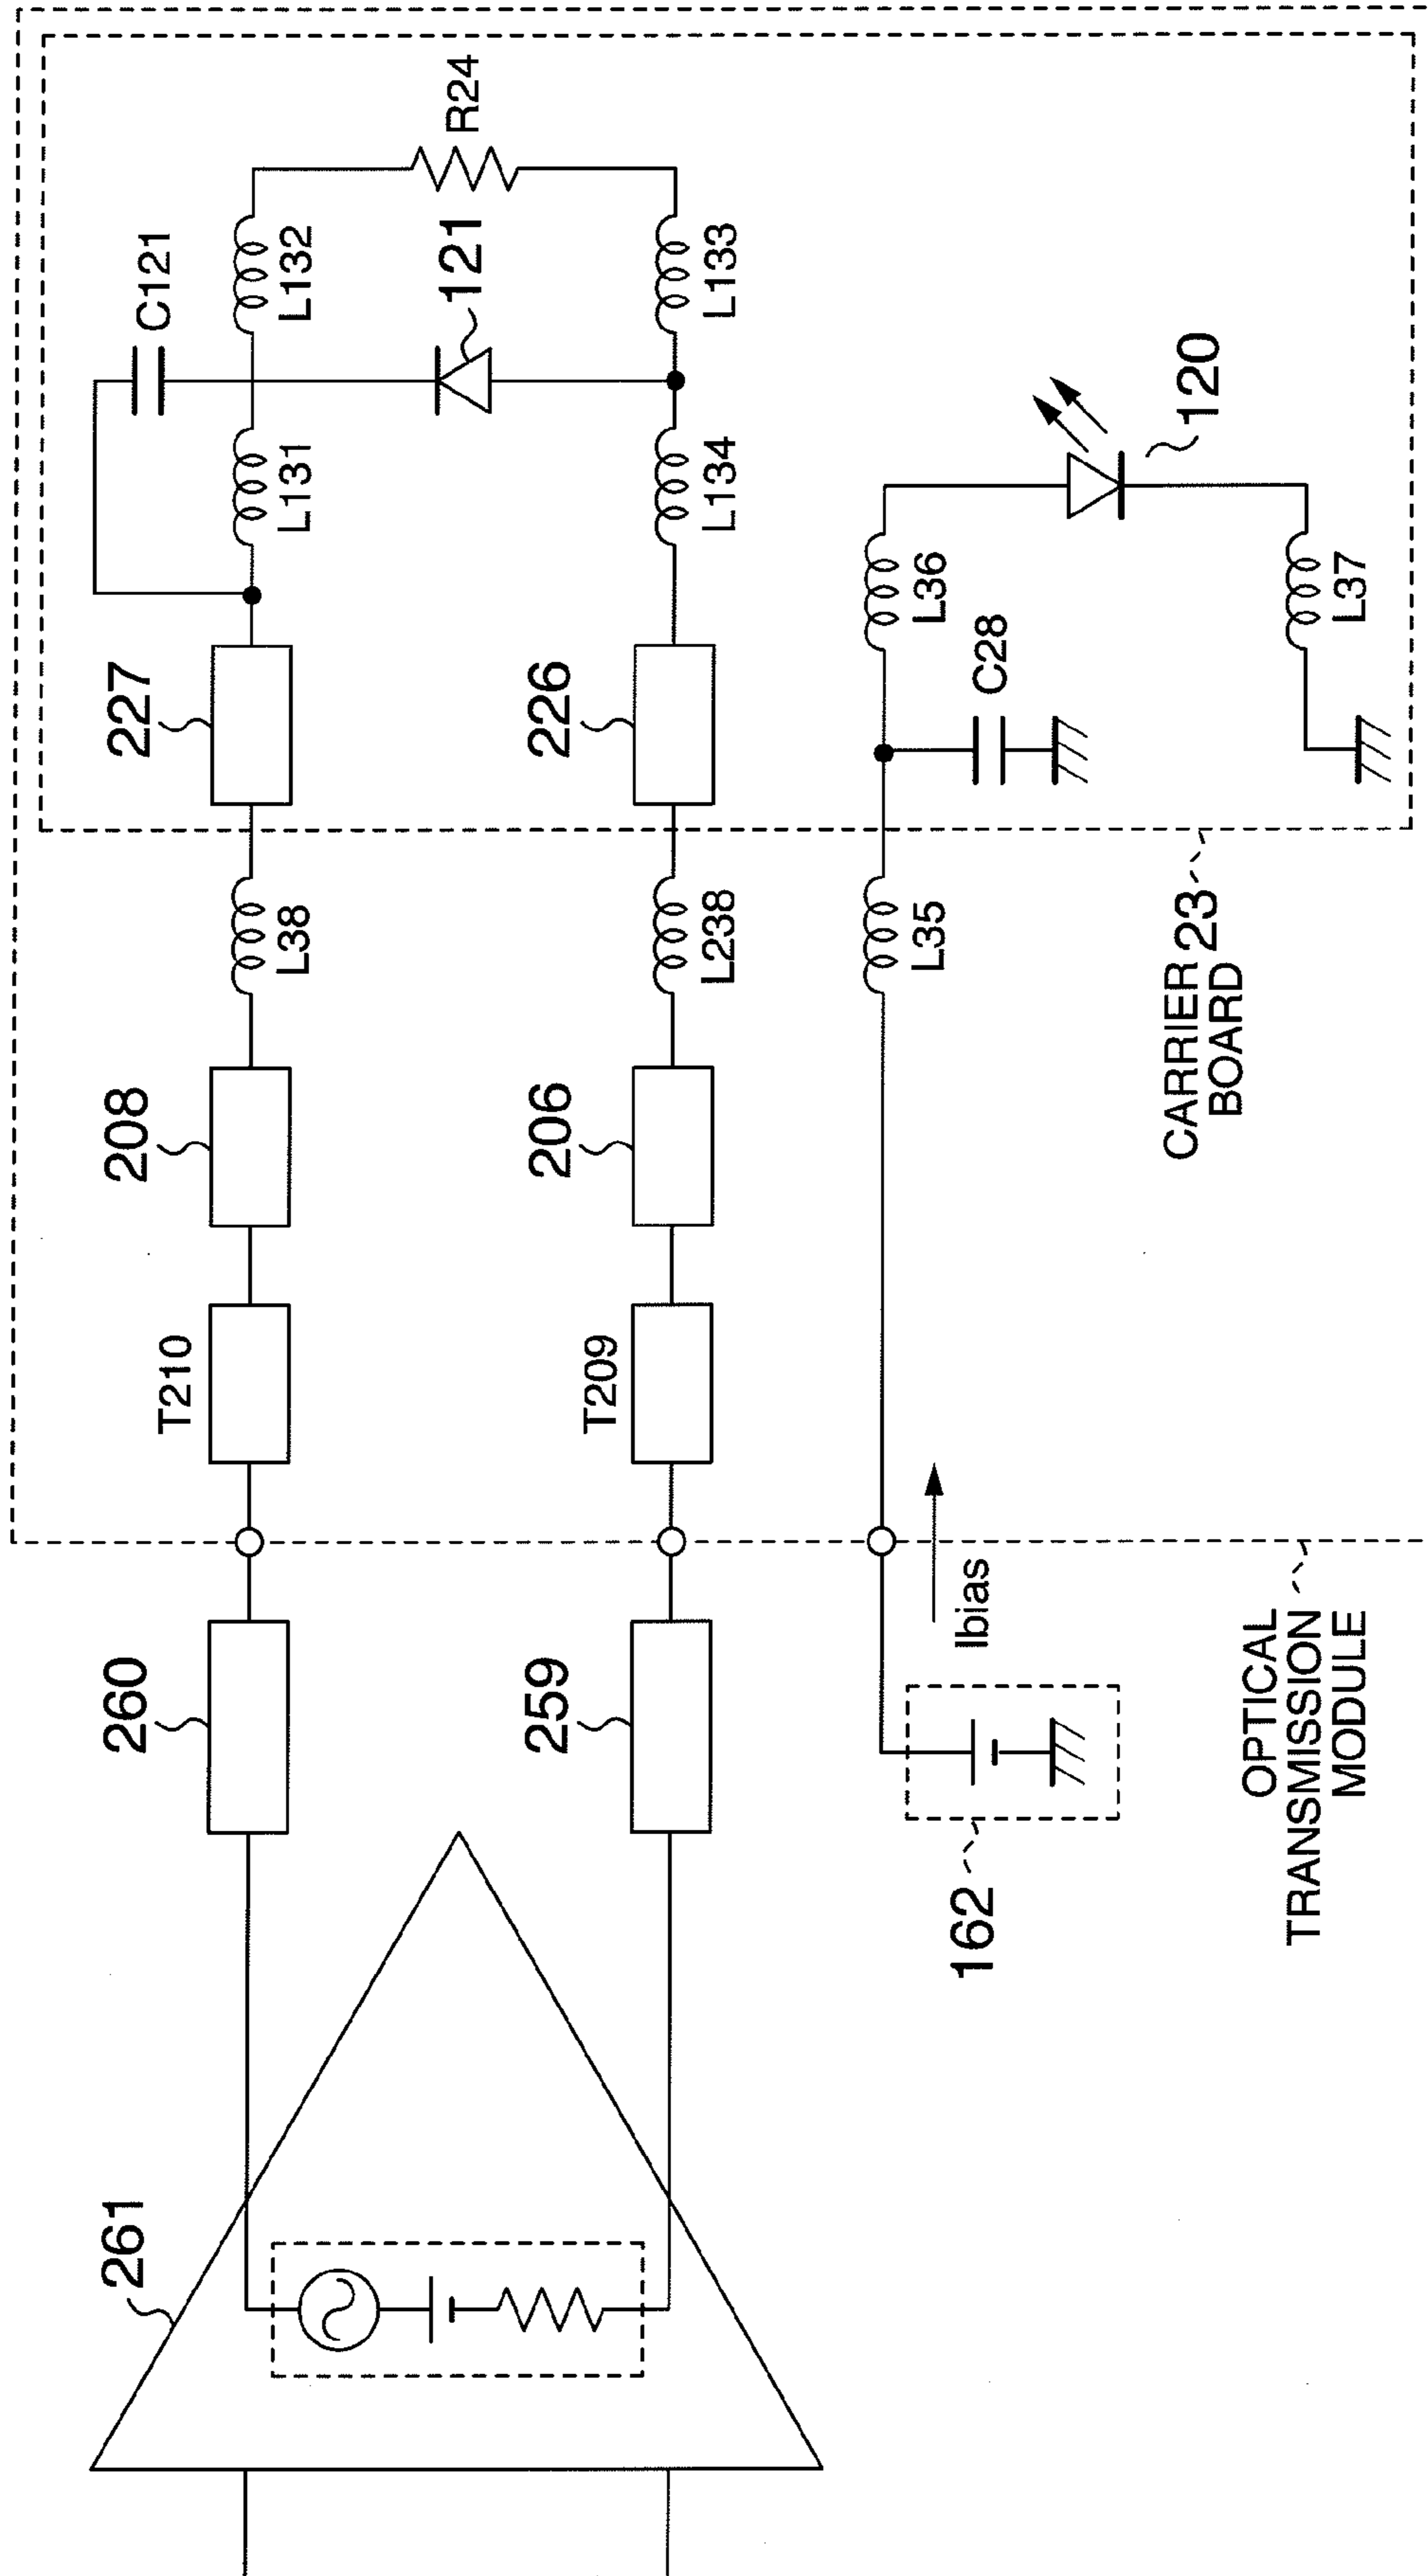 261
260
T210
208
L38
227
L131
C121
L132
R24
121
259
T209
206
L238
226
L134
L133
162
Ibias
L35
C28
L36
120
L37
CARRIER 23
BOARD
OPTICAL
TRANSMISSION
MODULE